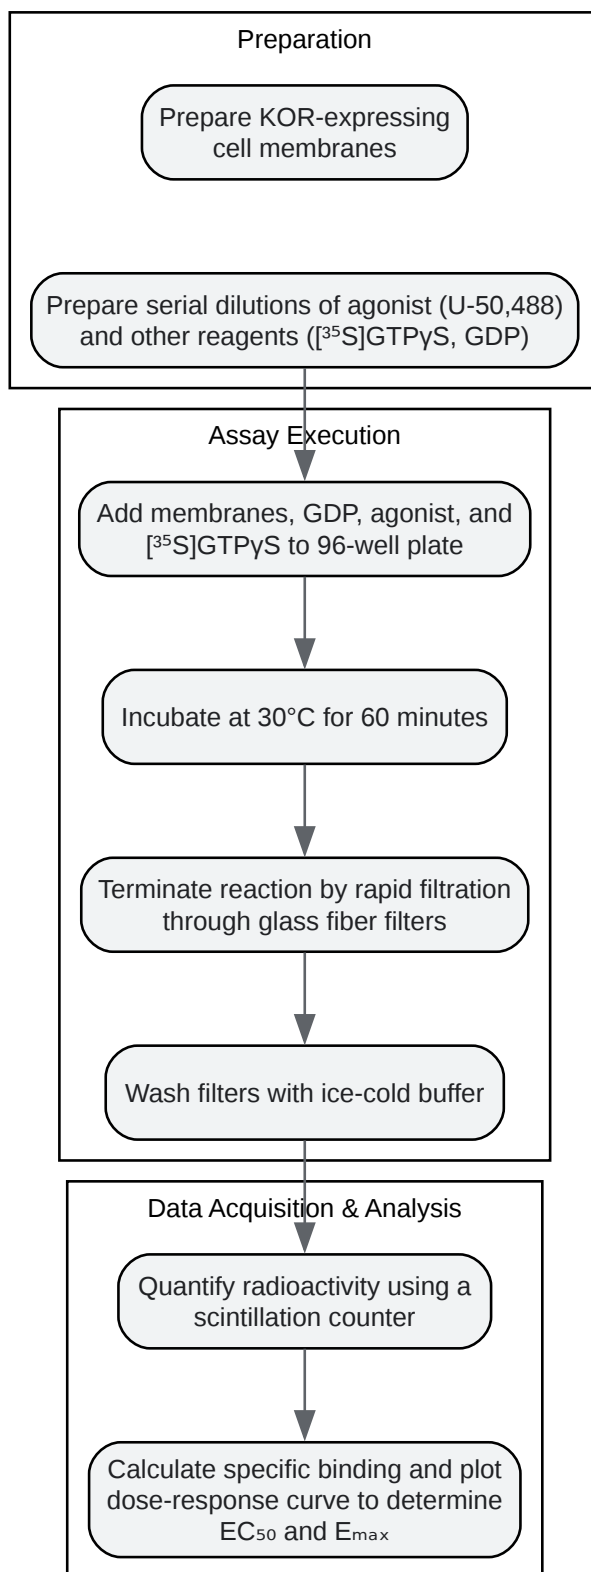 Preparation
Prepare KOR-expressing
cell membranes
Prepare serial dilutions of agonist (U-50,488)
and other reagents ([³⁵S]GTPγS, GDP)
Assay Execution
Add membranes, GDP, agonist, and
[³⁵S]GTPγS to 96-well plate
Incubate at 30°C for 60 minutes
Terminate reaction by rapid filtration
through glass fiber filters
Wash filters with ice-cold buffer
Data Acquisition & Analysis
Quantify radioactivity using a
scintillation counter
Calculate specific binding and plot
dose-response curve to determine
EC₅₀ and Eₘₐₓ